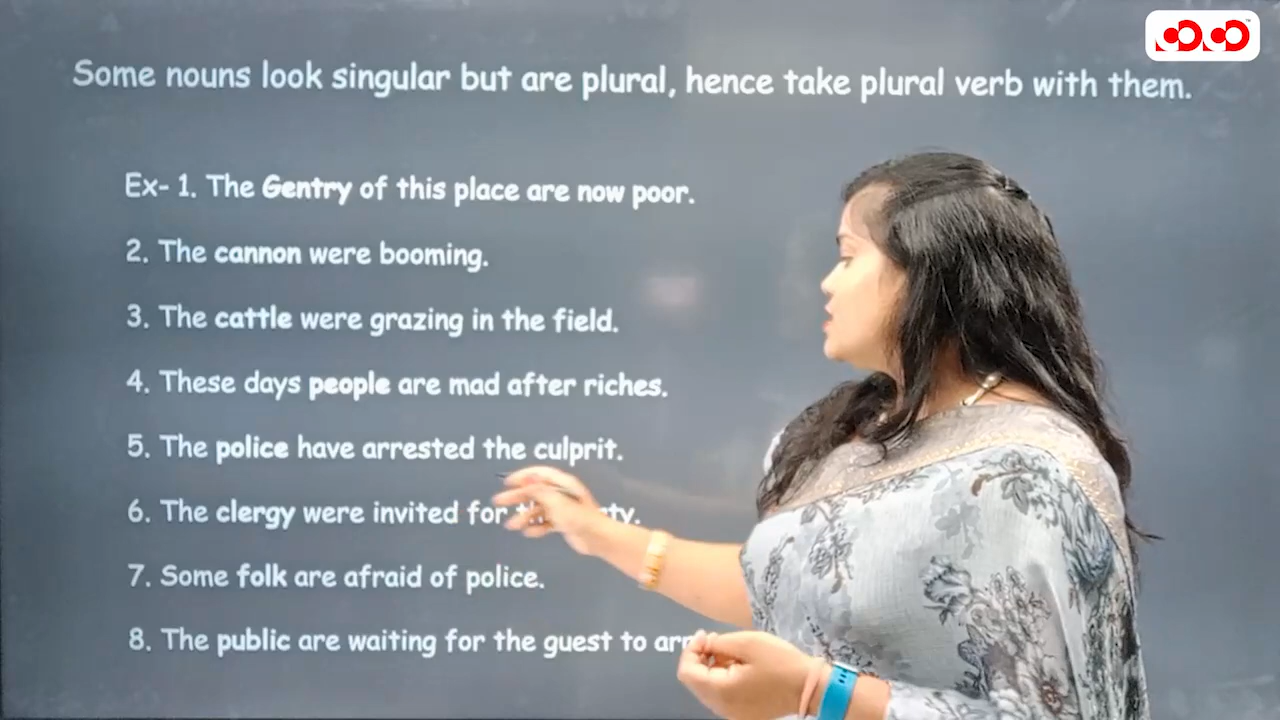 Some nouns look singular but are plural, hence take plural verb with them.
Ex- 1. The Gentry of this place are now poor.
2. The cannon were booming.
3. The cattle were grazing in the field.
4. These days people are mad after riches.
5. The police have arrested the culprit.
6. The clergy were invited for
7. Some folk are afraid of police.
8. The public are waiting for the guest to